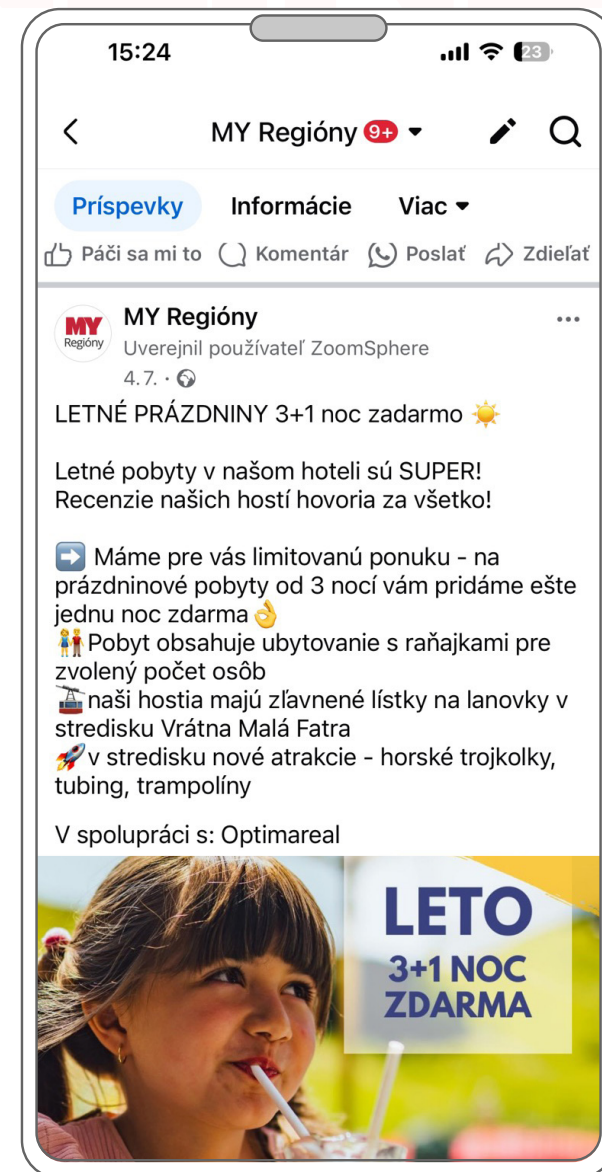 15:24
23
MY Regióny 9+
Príspevky Informácie Viac
Páči sa mi to Komentár Poslať Zdieľať
MY
Regióny
MY Regióny
Uverejnil používateľ ZoomSphere
4. 7. ·
LETNÉ PRÁZDNINY 3+1 noc zadarmo ☀️
Letné pobyty v našom hoteli sú SUPER!
Recenzie našich hostí hovoria za všetko!
➡️ Máme pre vás limitovanú ponuku - na
prázdninové pobyty od 3 nocí vám pridáme ešte
jednu noc zdarma👌
👫Pobyt obsahuje ubytovanie s raňajkami pre
zvolený počet osôb
🚡naši hostia majú zľavnené lístky na lanovky v
stredisku Vrátna Malá Fatra
🚀v stredisku nové atrakcie - horské trojkolky,
tubing, trampolíny
V spolupráci s: Optimareal
LETO
3+1 NOC
ZDARMA